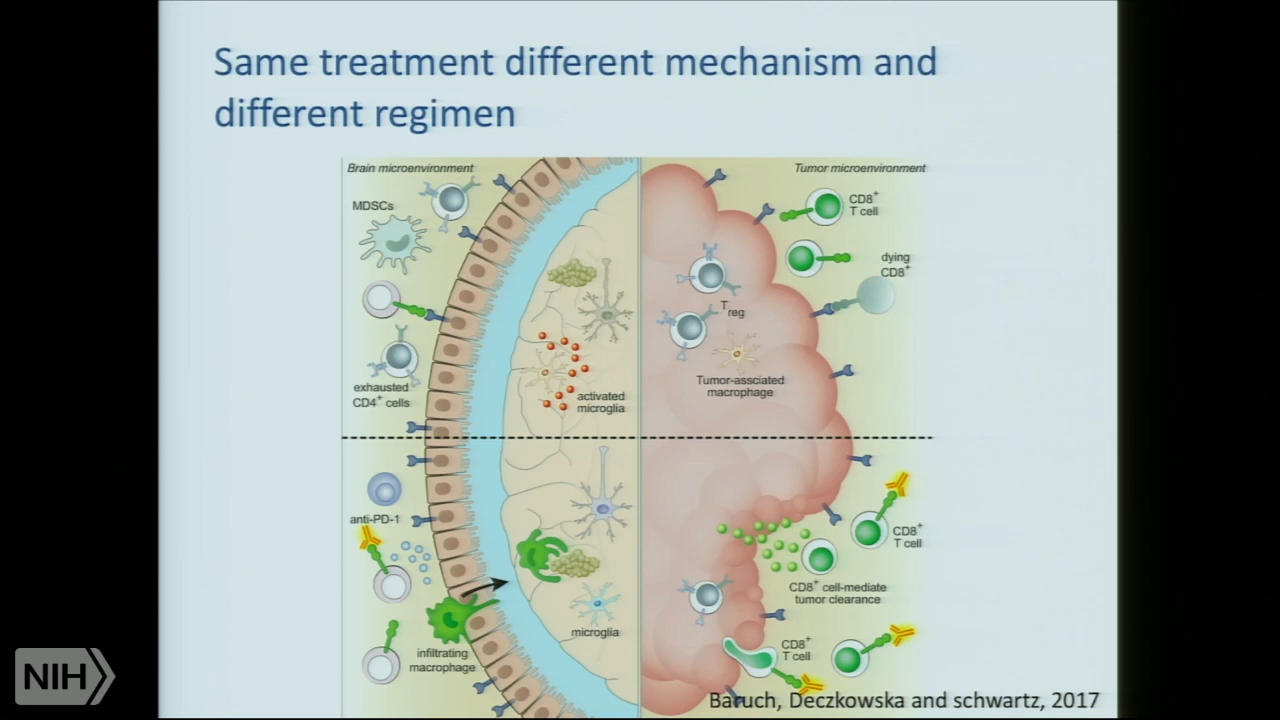 Same treatment different mechanism and
different regimen
Brain microenvironment
Tumor microenvironment
MDSCs
CD8+
T cell
dying
CD8+
Treg
exhausted
CD4+ cells
activated
microglia
Tumor-assciated
macrophage
anti-PD-1
CD8+
T cell
CD8+ cell-mediate
tumor clearance
microglia
infiltrating
macrophage
CD8+
T cell
Baruch, Deczkowska and schwartz, 2017
NIH